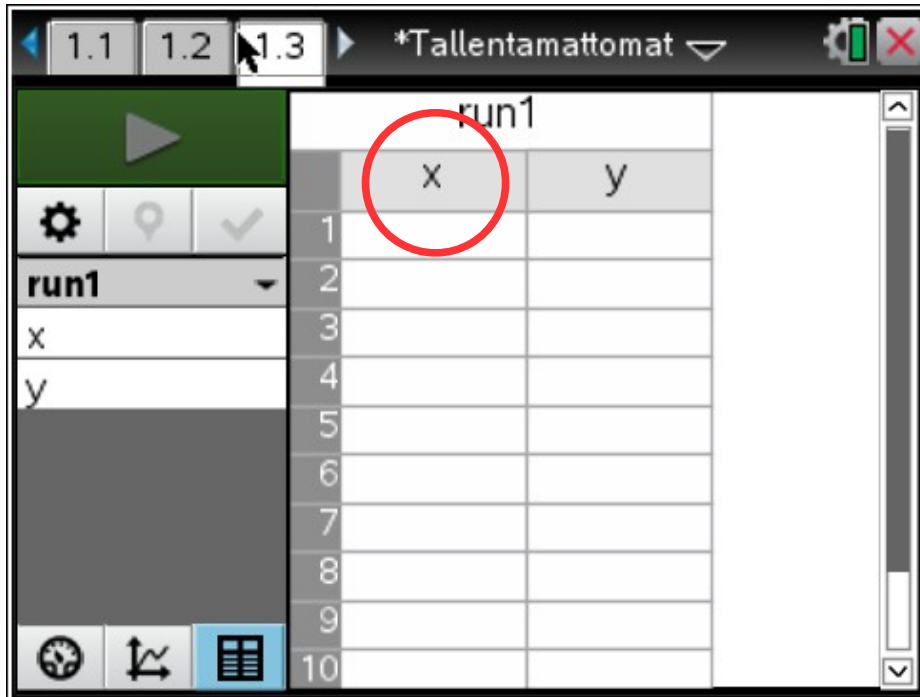 1.1 1.2 1.3 *Tallentamattomat
run1
x y
1
run1 2
x 3
y 4
5
6
7
8
9
10